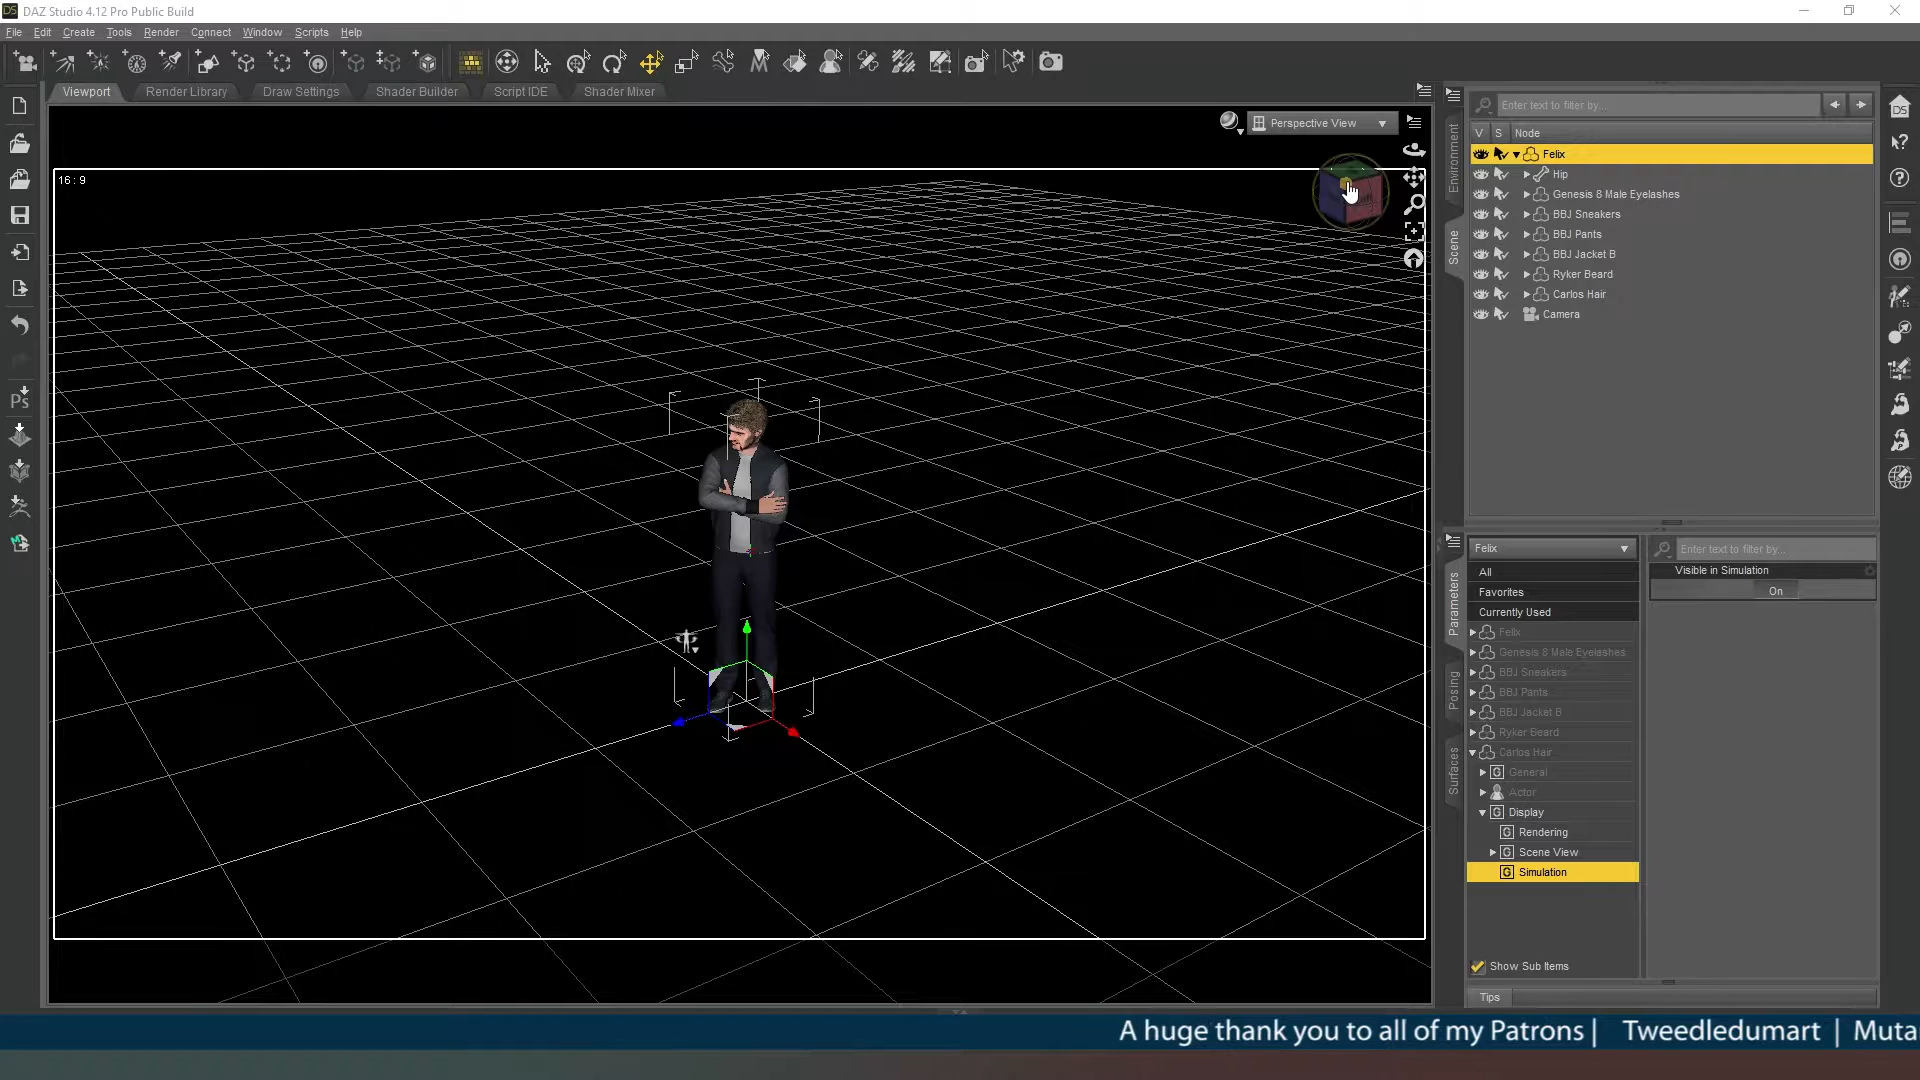 DAZ Studio 4.12 Pro Public Build
File Edit Create Tools Render Connect Window Scripts Help
Viewport Render Library Draw Settings Shader Builder Script IDE Shader Mixer
Perspective View
16 : 9
Environment
Scene
Enter text to filter by...
V S Node
Felix
Hip
Genesis 8 Male Eyelashes
BBJ Sneakers
BBJ Pants
BBJ Jacket B
Ryker Beard
Carlos Hair
Camera
Parameters
Posing
Surfaces
Felix
All
Favorites
Currently Used
Felix
Genesis 8 Male Eyelashes
BBJ Sneakers
BBJ Pants
BBJ Jacket B
Ryker Beard
Carlos Hair
General
Actor
Display
Rendering
Scene View
Simulation
Show Sub Items
Enter text to filter by...
Visible in Simulation
On
Tips
Ps
DS
A huge thank you to all of my Patrons | Tweedledumart | Muta